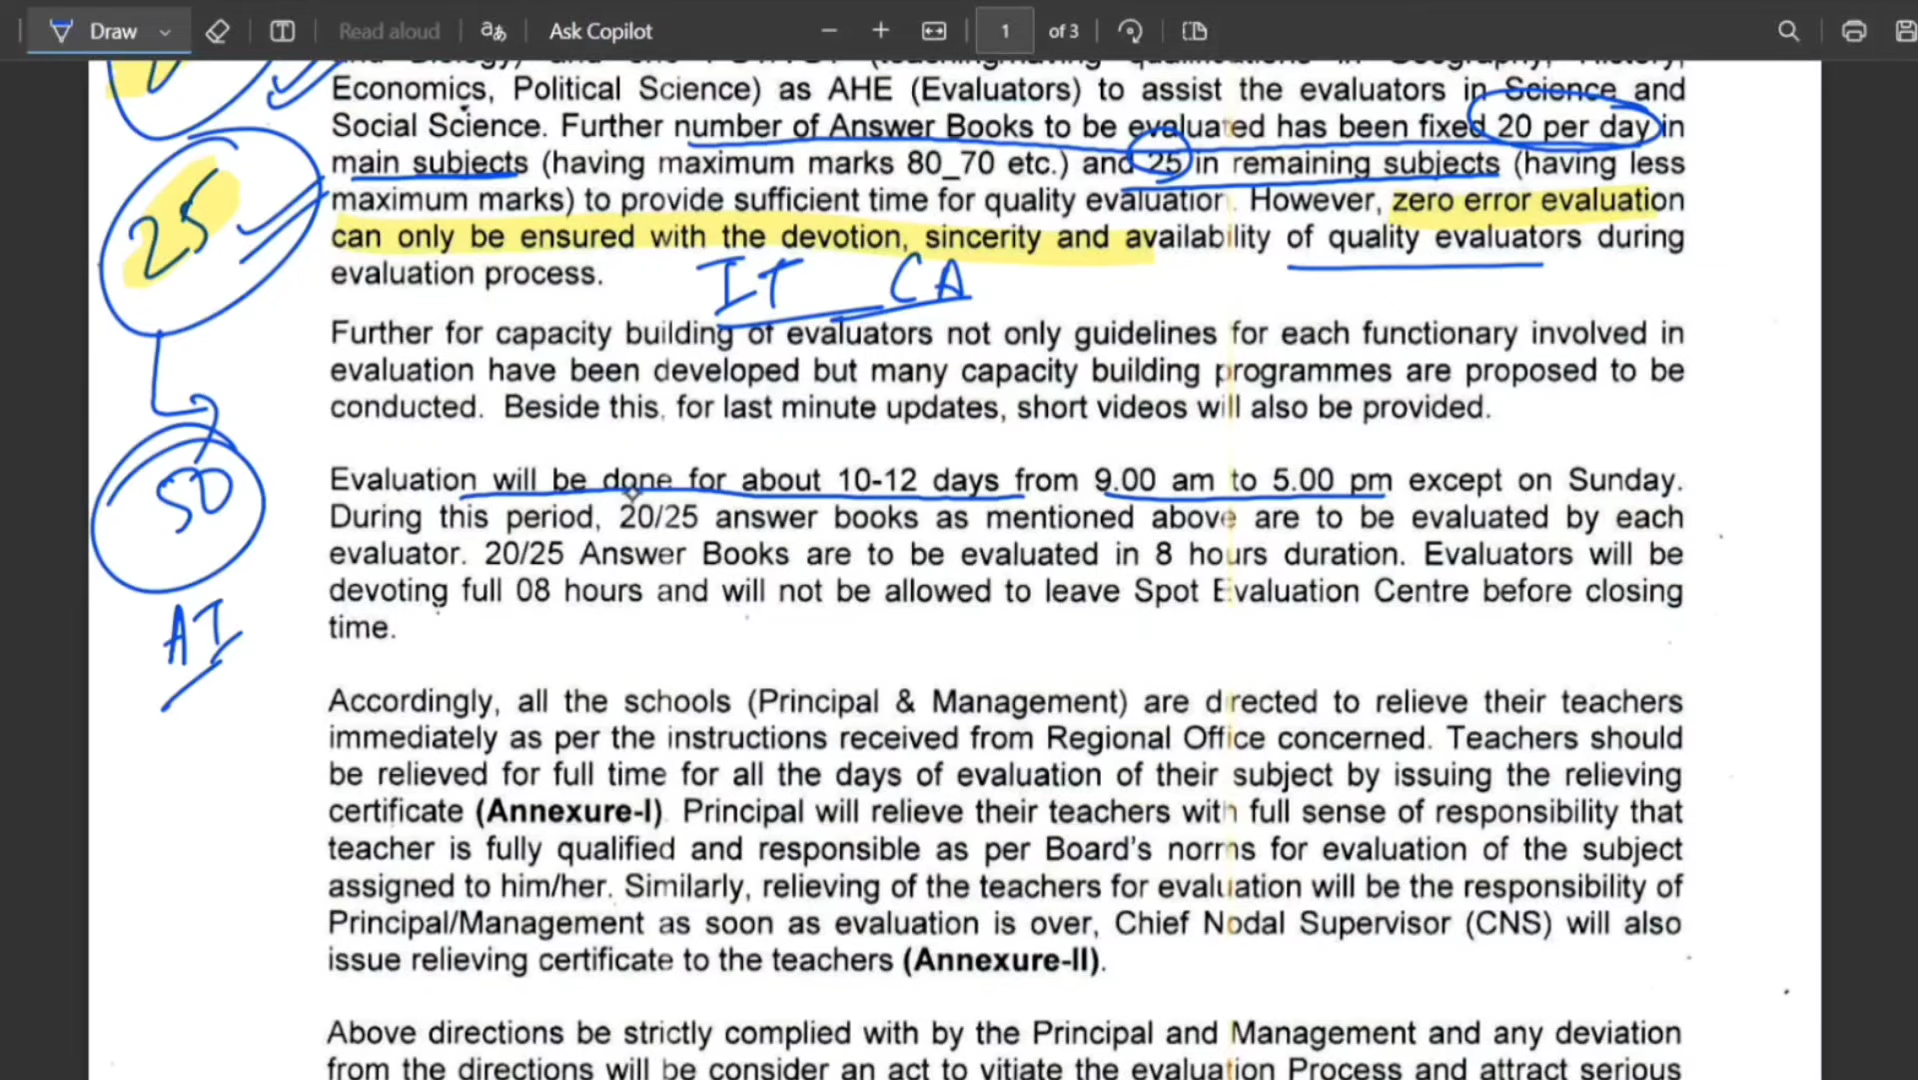 Draw
Read aloud
aあ
Ask Copilot
1
of 3
Economics, Political Science) as AHE (Evaluators) to assist the evaluators in Science and
Social Science. Further number of Answer Books to be evaluated has been fixed 20 per day in
main subjects (having maximum marks 80_70 etc.) and 25 in remaining subjects (having less
maximum marks) to provide sufficient time for quality evaluation. However, zero error evaluation
can only be ensured with the devotion, sincerity and availability of quality evaluators during
evaluation process.
25
IT CA
Further for capacity building of evaluators not only guidelines for each functionary involved in
evaluation have been developed but many capacity building programmes are proposed to be
conducted. Beside this, for last minute updates, short videos will also be provided.
50
Evaluation will be done for about 10-12 days from 9.00 am to 5.00 pm except on Sunday.
During this period, 20/25 answer books as mentioned above are to be evaluated by each
evaluator. 20/25 Answer Books are to be evaluated in 8 hours duration. Evaluators will be
devoting full 08 hours and will not be allowed to leave Spot Evaluation Centre before closing
time.
AI
Accordingly, all the schools (Principal & Management) are directed to relieve their teachers
immediately as per the instructions received from Regional Office concerned. Teachers should
be relieved for full time for all the days of evaluation of their subject by issuing the relieving
certificate (Annexure-I) Principal will relieve their teachers with full sense of responsibility that
teacher is fully qualified and responsible as per Board's norms for evaluation of the subject
assigned to him/her. Similarly, relieving of the teachers for evaluation will be the responsibility of
Principal/Management as soon as evaluation is over, Chief Nodal Supervisor (CNS) will also
issue relieving certificate to the teachers (Annexure-II).
Above directions be strictly complied with by the Principal and Management and any deviation
from the directions will be consider an act to vitiate the evaluation Process and attract serious